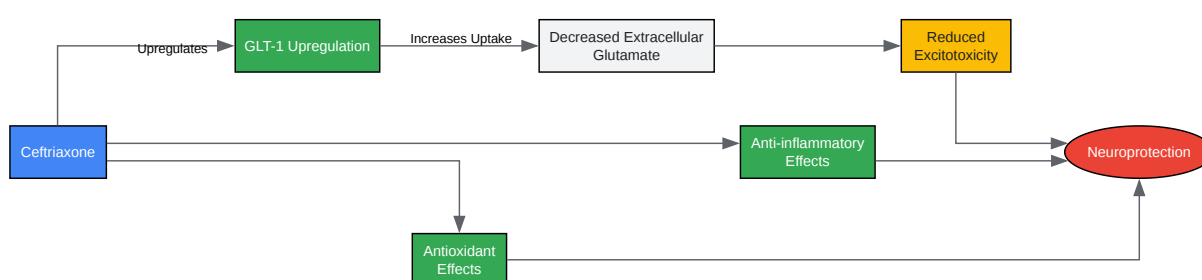 Upregulates
GLT-1 Upregulation
Increases Uptake
Decreased Extracellular
Glutamate
Reduced
Excitotoxicity
Ceftriaxone
Anti-inflammatory
Effects
Neuroprotection
Antioxidant
Effects